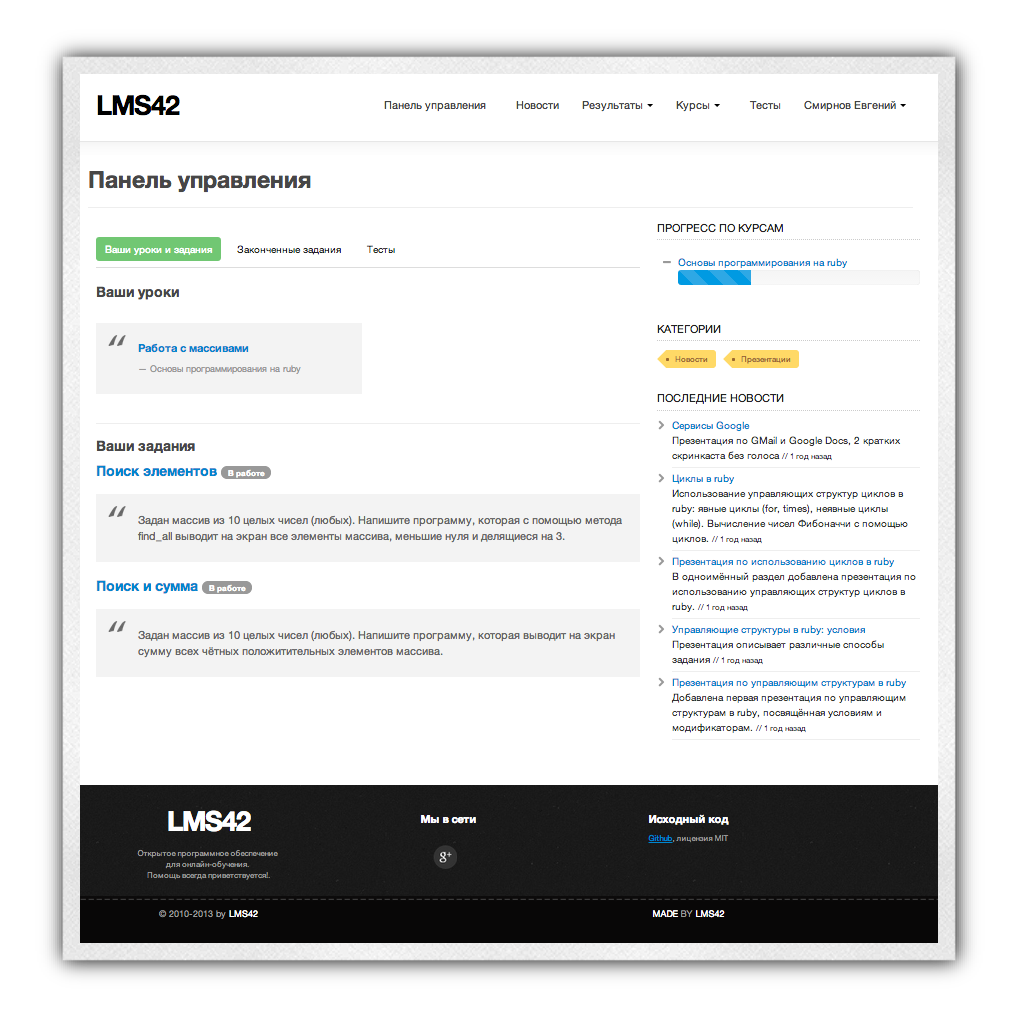 LMS42
Панель управления Новости Результаты Курсы Тесты Смирнов Евгений
Панель управления
Ваши уроки и задания Законченные задания Тесты
Ваши уроки
Работа с массивами
— Основы программирования на ruby
Ваши задания
Поиск элементов В работе
Задан массив из 10 целых чисел (любых). Напишите программу, которая с помощью метода
find_all выводит на экран все элементы массива, меньшие нуля и делящиеся на 3.
Поиск и сумма В работе
Задан массив из 10 целых чисел (любых). Напишите программу, которая выводит на экран
сумму всех чётных положитительных элементов массива.
ПРОГРЕСС ПО КУРСАМ
Основы программирования на ruby
КАТЕГОРИИ
Новости Презентации
ПОСЛЕДНИЕ НОВОСТИ
Сервисы Google
Презентация по GMail и Google Docs, 2 кратких
скринкаста без голоса // 1 год назад
Циклы в ruby
Использование управляющих структур циклов в
ruby: явные циклы (for, times), неявные циклы
(while). Вычисление чисел Фибоначчи с помощью
циклов. // 1 год назад
Презентация по использованию циклов в ruby
В одноимённый раздел добавлена презентация по
использованию управляющих структур циклов в
ruby. // 1 год назад
Управляющие структуры в ruby: условия
Презентация описывает различные способы
задания // 1 год назад
Презентация по управляющим структурам в ruby
Добавлена первая презентация по управляющим
структурам в ruby, посвящённая условиям и
модификаторам. // 1 год назад
LMS42
Открытое программное обеспечение
для онлайн-обучения.
Помощь всегда приветствуется!.
Мы в сети
g+
Исходный код
Github, лицензия MIT
© 2010-2013 by LMS42
MADE BY LMS42